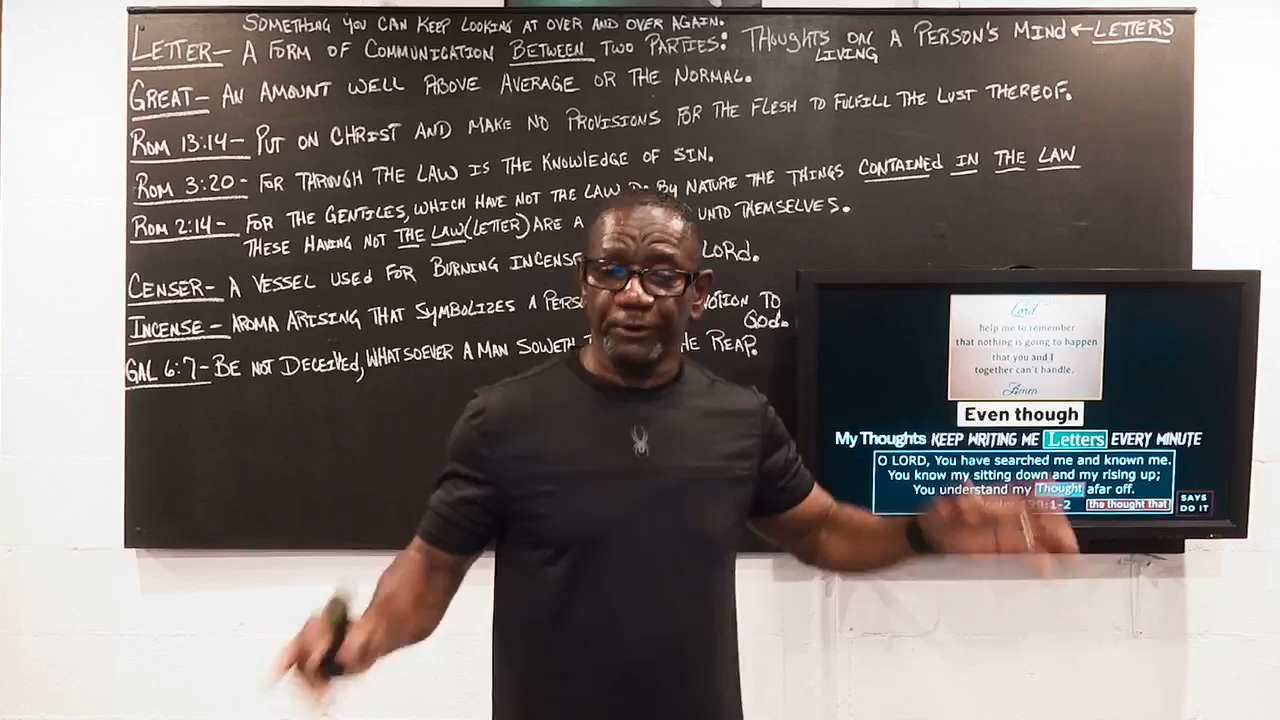 SOMETHING YOU CAN KEEP LOOKING AT OVER AND OVER AGAIN.
LETTER- A FORM OF COMMUNICATION BETWEEN TWO PARTIES: THOUGHTS ON A PERSON'S MIND ← LETTERS
LIVING
GREAT- AN AMOUNT WELL ABOVE AVERAGE OR THE NORMAL.
ROM 13:14- PUT ON CHRIST AND MAKE NO PROVISIONS FOR THE FLESH TO FULFILL THE LUST THEREOF.
ROM 3:20- FOR THROUGH THE LAW IS THE KNOWLEDGE OF SIN.
ROM 2:14- FOR THE GENTILES, WHICH HAVE NOT THE LAW DO BY NATURE THE THINGS CONTAINED IN THE LAW
THESE HAVING NOT THE LAW (LETTER) ARE A UNTO THEMSELVES.
CENSER- A VESSEL USED FOR BURNING INCENSE LORD.
INCENSE- AROMA ARISING THAT SYMBOLIZES A TO
GOD.
GAL 6:7- BE NOT DECEIVED, WHATSOEVER A MAN SOWETH HE REAP.
Lord
help me to remember
that nothing is going to happen
that you and I
together can't handle.
Amen
Even though
My Thoughts KEEP WRITING ME Letters EVERY MINUTE
O LORD, You have searched me and known me.
You know my sitting down and my rising up;
You understand my Thought afar off.
:1-2 the thought that
SAYS
DO IT